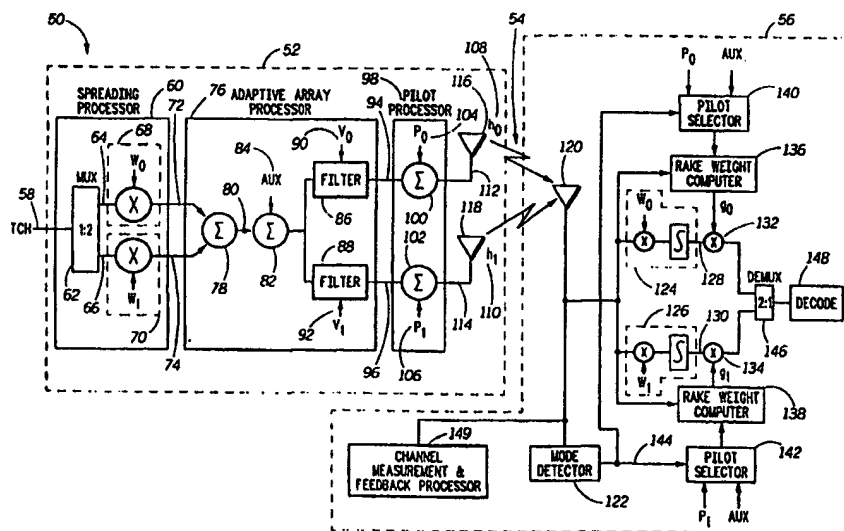 50
52
54
56
SPREADING PROCESSOR
60
76
ADAPTIVE ARRAY PROCESSOR
98
PILOT PROCESSOR
108
116
58
TCH
MUX
1:2
62
64
66
68
70
72
74
W0
X
X
W1
Σ
78
80
84
AUX
Σ
82
90
V0
FILTER
86
88
FILTER
92
V1
94
96
P0
104
Σ
100
102
Σ
P1
106
112
114
h0
118
h1
110
120
P0
AUX
PILOT SELECTOR
140
RAKE WEIGHT COMPUTER
136
W0
X
∫
g0
X
132
124
128
DEMUX
2:1
146
148
DECODE
126
130
X
∫
X
134
W1
g1
RAKE WEIGHT COMPUTER
138
149
CHANNEL MEASUREMENT & FEEDBACK PROCESSOR
MODE DETECTOR
122
144
PILOT SELECTOR
142
P1
AUX